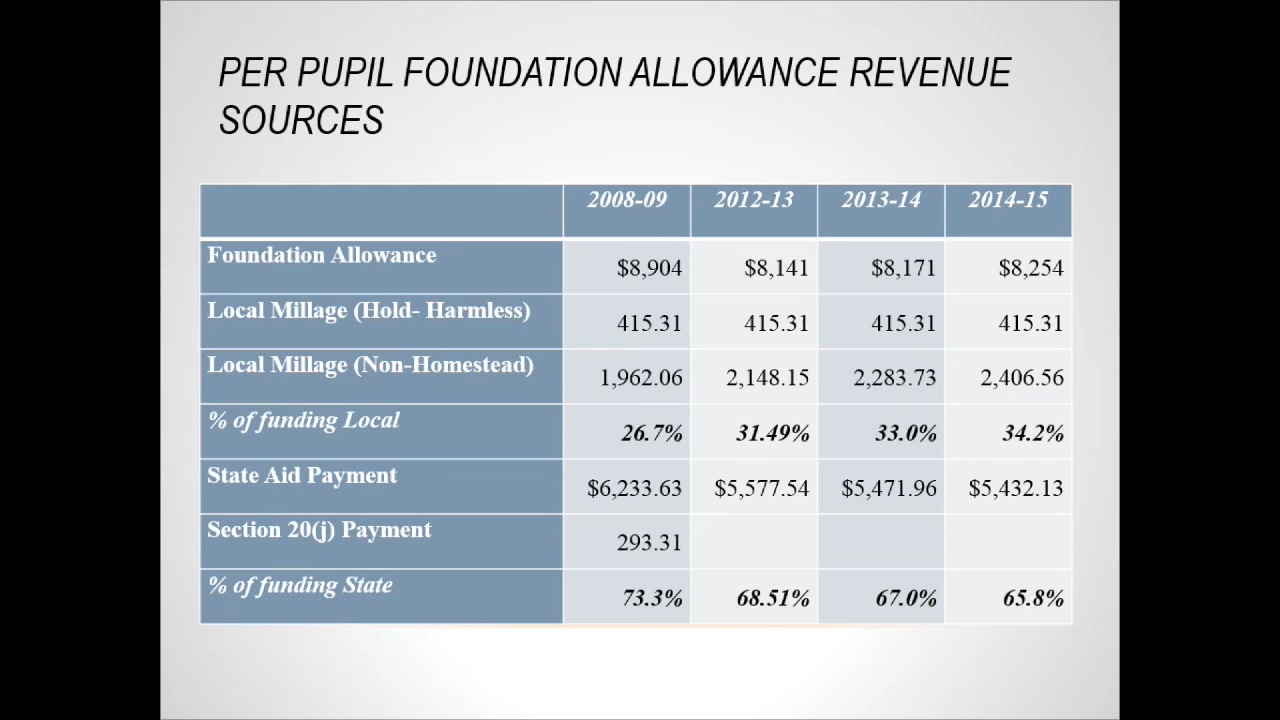 PER PUPIL FOUNDATION ALLOWANCE REVENUE
SOURCES
2008-09 2012-13 2013-14 2014-15
Foundation Allowance $8,904 $8,141 $8,171 $8,254
Local Millage (Hold- Harmless) 415.31 415.31 415.31 415.31
Local Millage (Non-Homestead) 1,962.06 2,148.15 2,283.73 2,406.56
% of funding Local 26.7% 31.49% 33.0% 34.2%
State Aid Payment $6,233.63 $5,577.54 $5,471.96 $5,432.13
Section 20(j) Payment 293.31
% of funding State 73.3% 68.51% 67.0% 65.8%